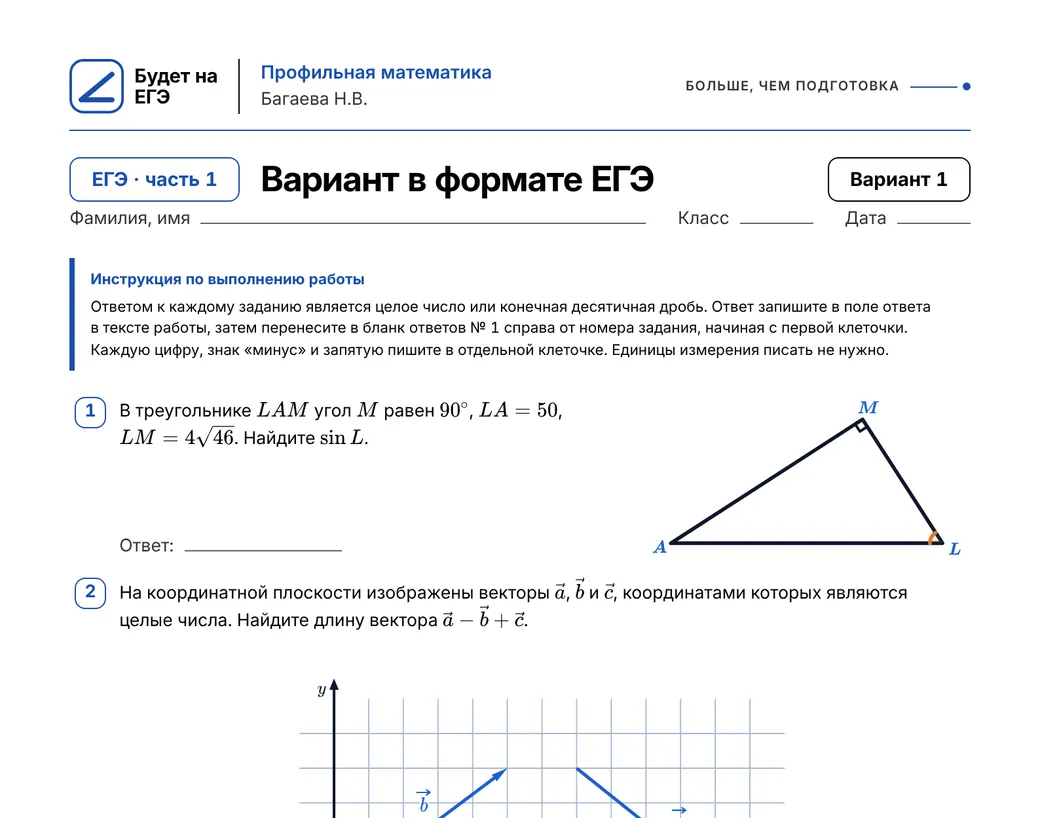 Будет на
ЕГЭ
Профильная математика
Багаева Н.В.
БОЛЬШЕ, ЧЕМ ПОДГОТОВКА
ЕГЭ · часть 1
Вариант в формате ЕГЭ
Вариант 1
Фамилия, имя
Класс
Дата
Инструкция по выполнению работы
Ответом к каждому заданию является целое число или конечная десятичная дробь. Ответ запишите в поле ответа
в тексте работы, затем перенесите в бланк ответов № 1 справа от номера задания, начиная с первой клеточки.
Каждую цифру, знак «минус» и запятую пишите в отдельной клеточке. Единицы измерения писать не нужно.
1
В треугольнике LAM угол M равен 90°, LA = 50,
LM = 4√46. Найдите sin L.
M
A
L
Ответ:
2
На координатной плоскости изображены векторы a⃗, b⃗ и c⃗, координатами которых являются
целые числа. Найдите длину вектора a⃗ − b⃗ + c⃗.
y
b⃗